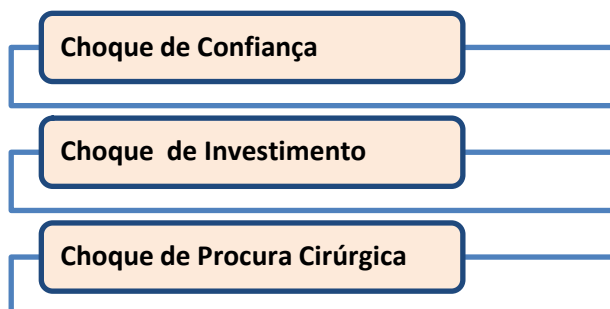 Choque de Confiança
Choque de Investimento
Choque de Procura Cirúrgica